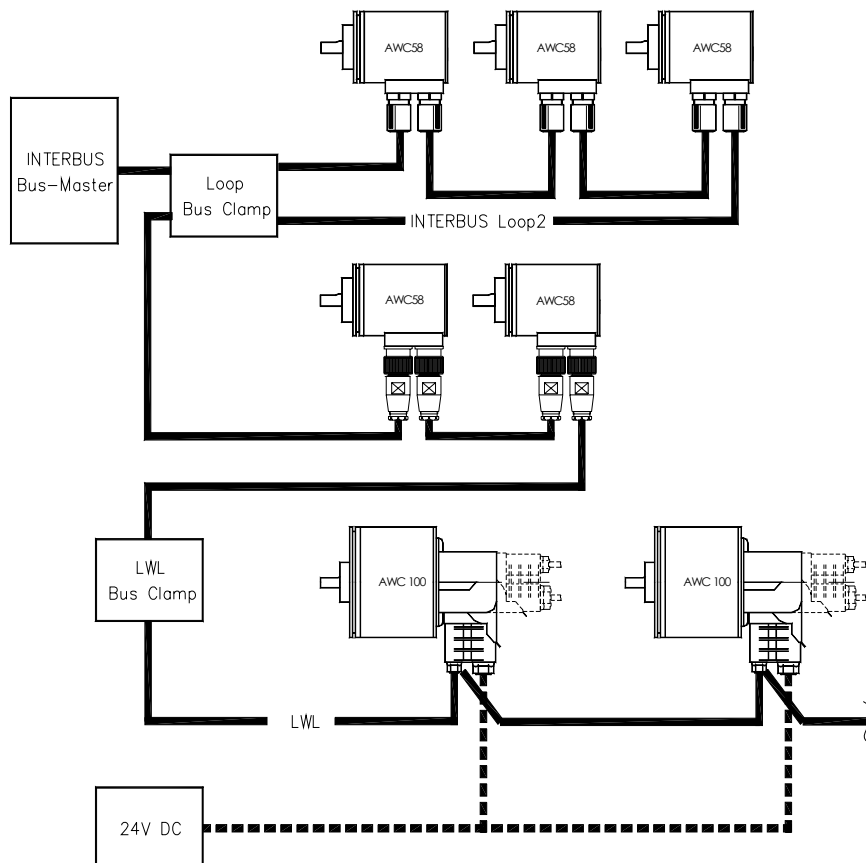 AWC58
AWC58
AWC58
INTERBUS
Bus-Master
Loop
Bus Clamp
INTERBUS Loop2
AWC58
AWC58
LWL
Bus Clamp
AWC 100
AWC 100
LWL
24V DC